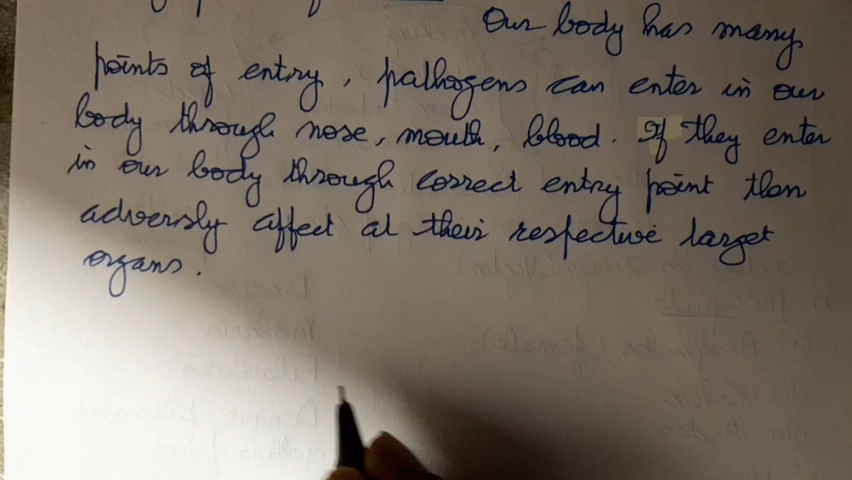 Our body has many
points of entry, pathogens can enter in our
body through nose, mouth, blood. If they enter
in our body through correct entry point then
adversly affect at their respective target
organs.